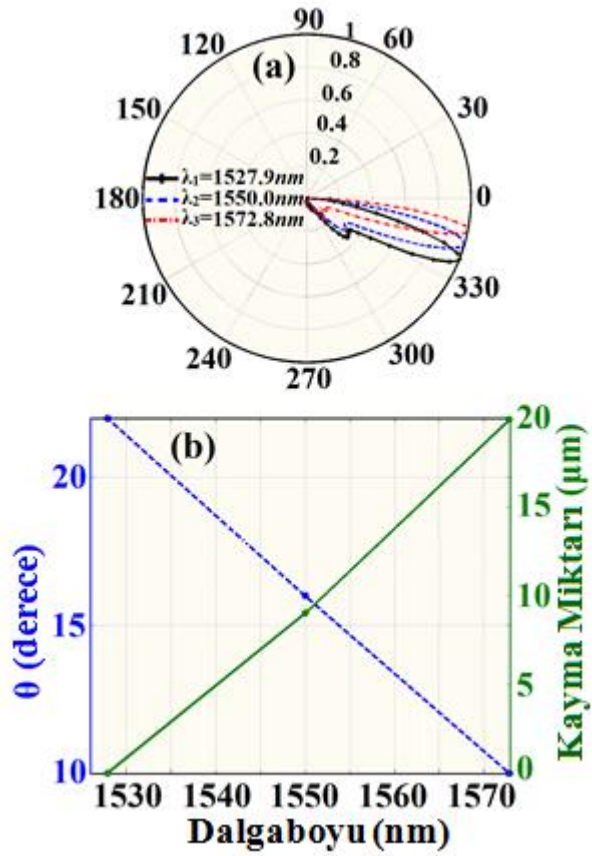 90
1
120
60
(a)
0.8
0.6
150
30
0.4
0.2
λ₁=1527.9nm
180
λ₂=1550.0nm
0
λ₃=1572.8nm
210
330
240
300
270
(b)
20
15
10
θ (derece)
20
15
10
5
0
Kayma Miktarı (µm)
1530 1540 1550 1560 1570
Dalgaboyu (nm)